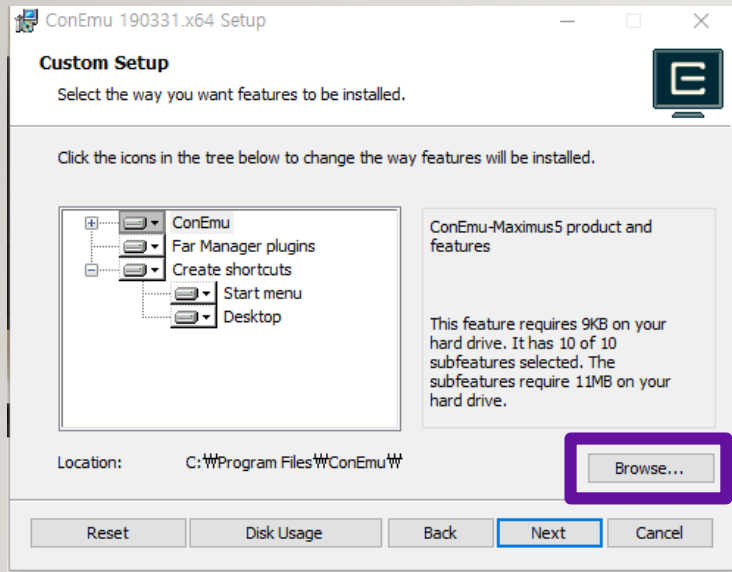 ConEmu 190331.x64 Setup
Custom Setup
Select the way you want features to be installed.
Click the icons in the tree below to change the way features will be installed.
ConEmu
Far Manager plugins
Create shortcuts
Start menu
Desktop
ConEmu-Maximus5 product and
features
This feature requires 9KB on your
hard drive. It has 10 of 10
subfeatures selected. The
subfeatures require 11MB on your
hard drive.
Location: C:₩Program Files₩ConEmu₩
Browse...
Reset Disk Usage Back Next Cancel